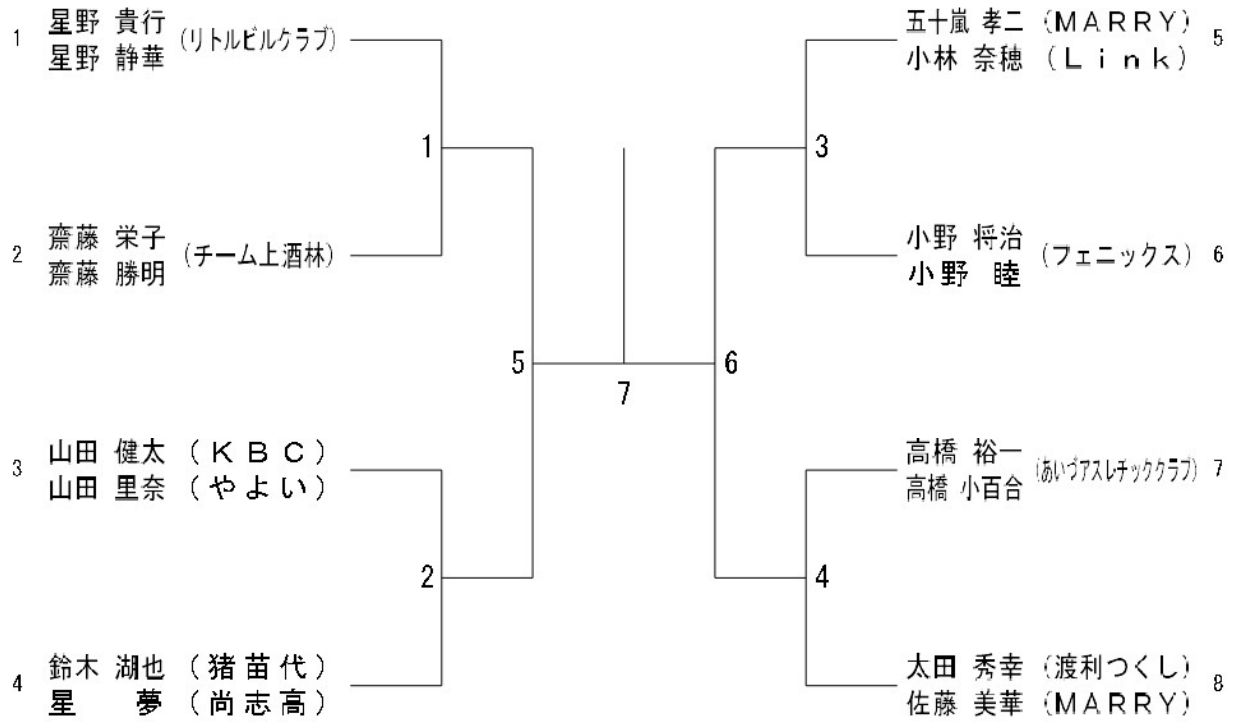 1 星野 貴行 (リトルビルクラブ)
星野 静華
2 齋藤 栄子 (チーム上酒林)
齋藤 勝明
3 山田 健太 (KBC)
山田 里奈 (やよい)
4 鈴木 湖也 (猪苗代)
星 夢 (尚志高)
1
2
5
7
6
3
4
五十嵐 孝二 (MARRY) 5
小林 奈穂 (Link)
小野 将治 (フェニックス) 6
小野 睦
高橋 裕一 (あいづアスレチッククラブ) 7
高橋 小百合
太田 秀幸 (渡利つくし) 8
佐藤 美華 (MARRY)